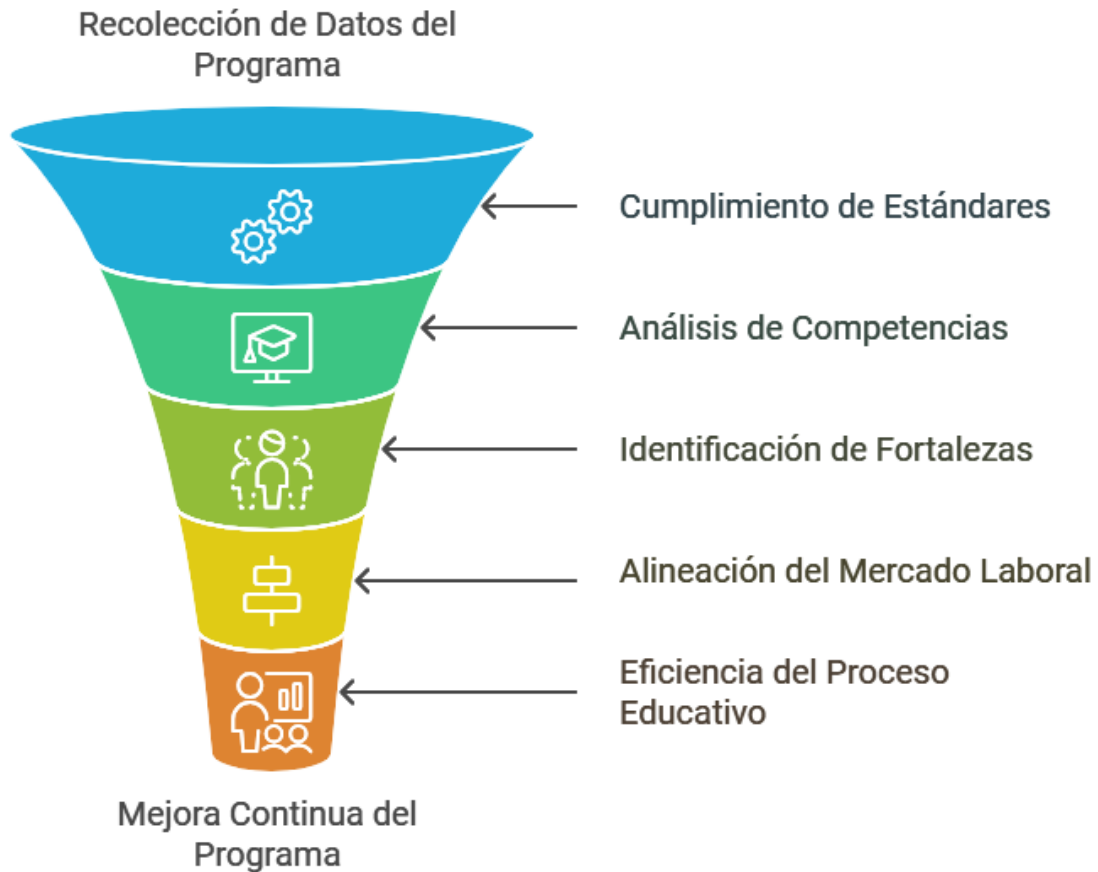 Recolección de Datos del
Programa
Cumplimiento de Estándares
Análisis de Competencias
Identificación de Fortalezas
Alineación del Mercado Laboral
Eficiencia del Proceso
Educativo
Mejora Continua del
Programa